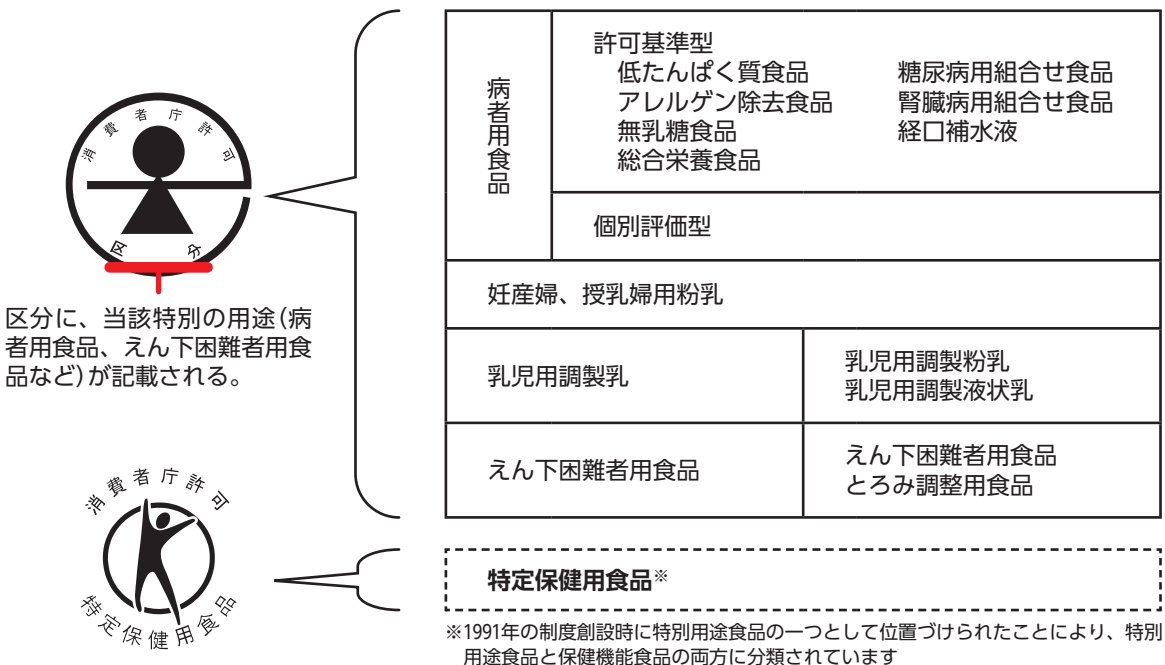 消費者庁許可
区分
区分に、当該特別の用途(病
者用食品、えん下困難者用食
品など)が記載される。
消費者庁許可
特定保健用食品
病者用食品
許可基準型
低たんぱく質食品
アレルゲン除去食品
無乳糖食品
総合栄養食品
糖尿病用組合せ食品
腎臓病用組合せ食品
経口補水液
個別評価型
妊産婦、授乳婦用粉乳
乳児用調製乳
乳児用調製粉乳
乳児用調製液状乳
えん下困難者用食品
えん下困難者用食品
とろみ調整用食品
特定保健用食品※
※1991年の制度創設時に特別用途食品の一つとして位置づけられたことにより、特別
用途食品と保健機能食品の両方に分類されています